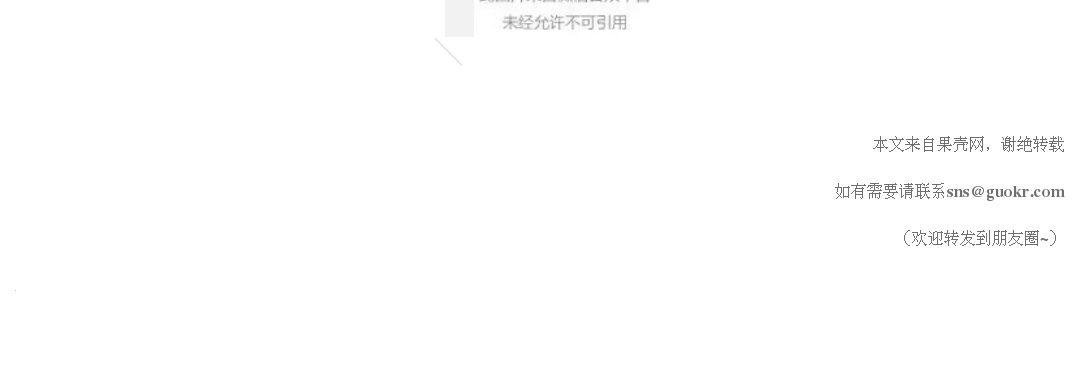 未经允许不可引用
本文来自果壳网，谢绝转载
如有需要请联系sns@guokr.com
（欢迎转发到朋友圈~）